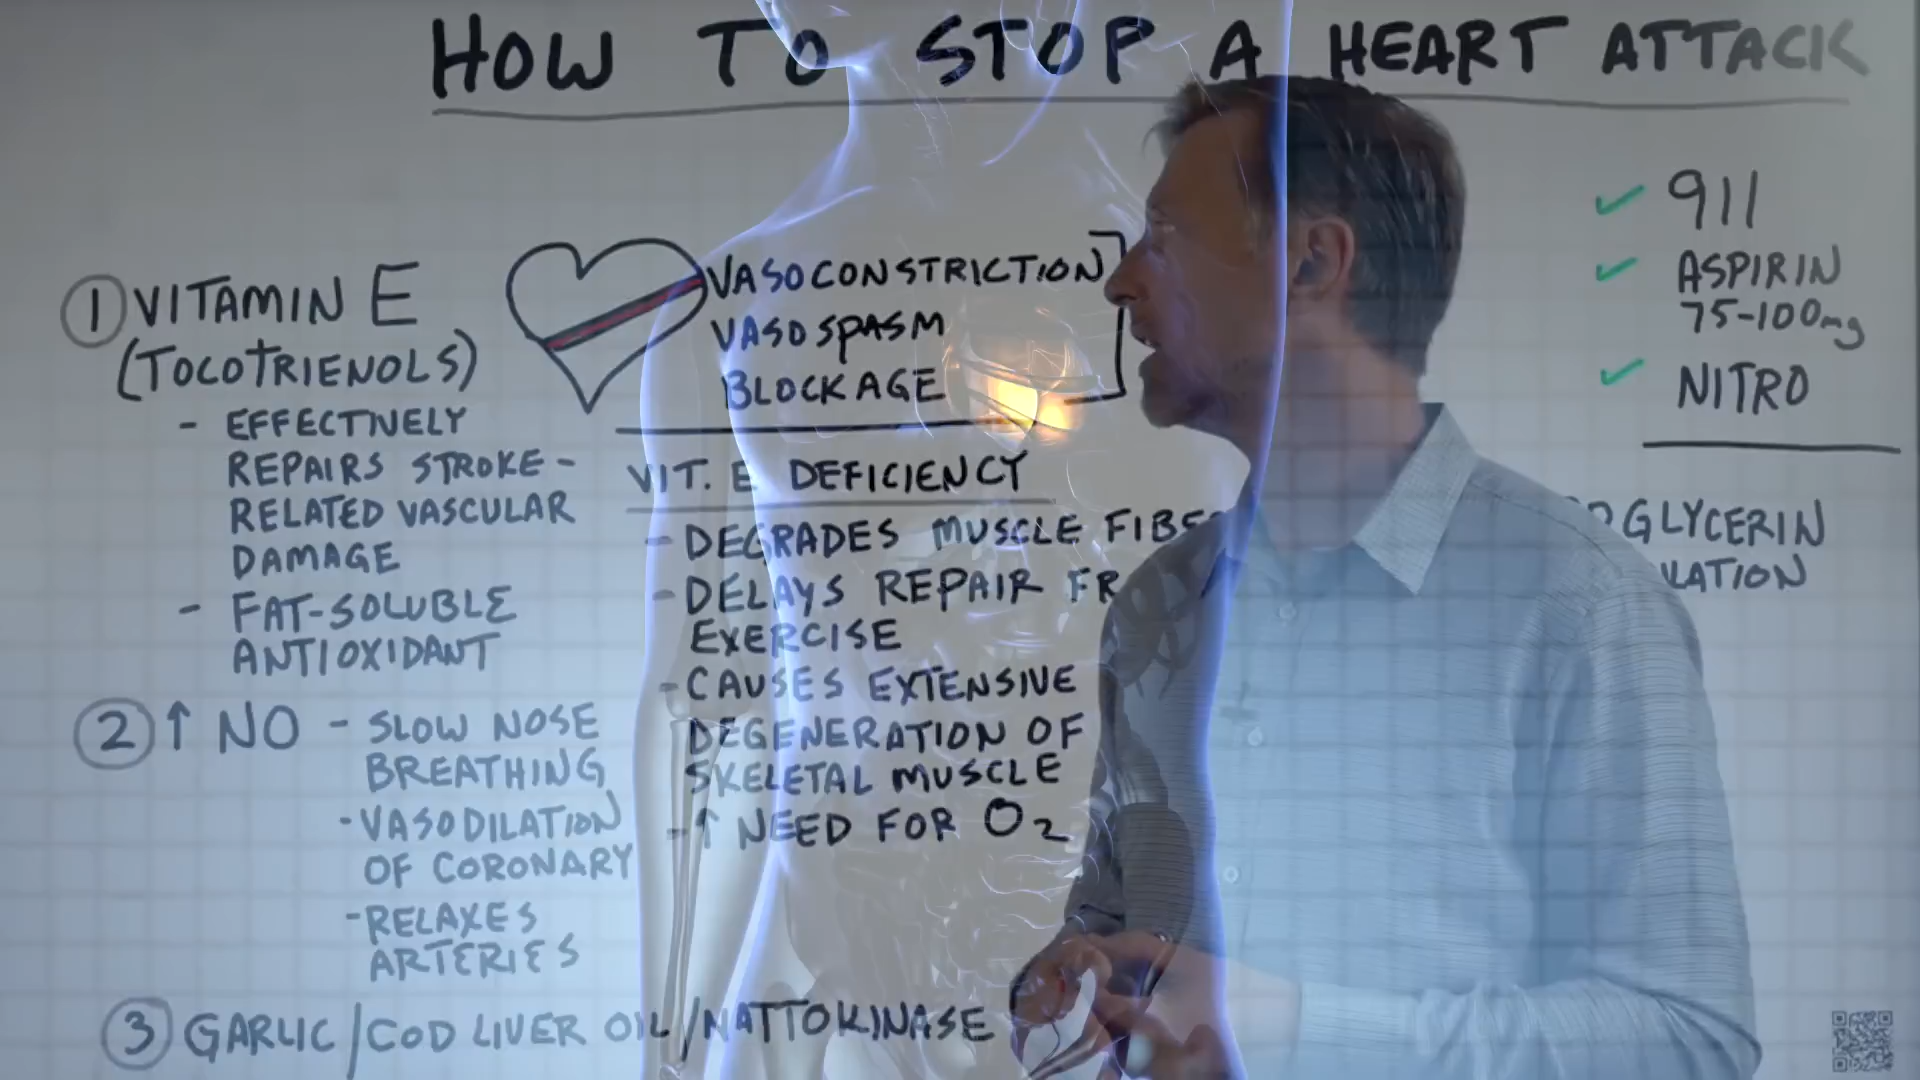 HOW TO STOP A HEART ATTACK
① VITAMIN E
(TOCOTRIENOLS)
- EFFECTIVELY
REPAIRS STROKE-
RELATED VASCULAR
DAMAGE
- FAT-SOLUBLE
ANTIOXIDANT
② ↑ NO - SLOW NOSE
BREATHING
- VASODILATION
OF CORONARY
- RELAXES
ARTERIES
③ GARLIC/COD LIVER OIL/NATTOKINASE
VASOCONSTRICTION
VASOSPASM
BLOCKAGE
VIT. E DEFICIENCY
- DEGRADES MUSCLE
- DELAYS REPAIR
EXERCISE
- CAUSES EXTENSIVE
DEGENERATION OF
SKELETAL MUSCLE
- ↑ NEED FOR O₂
✓ 911
✓ ASPIRIN
75-100mg
✓ NITRO